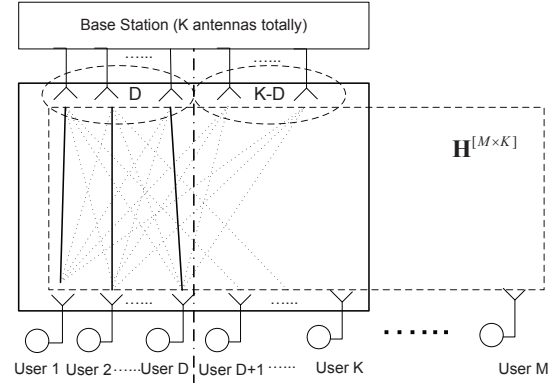 Base Station (K antennas totally)
...... ......
D K-D
H^[M×K]
...... ......
User 1 User 2 ...... User D User D+1 ...... User K ...... User M